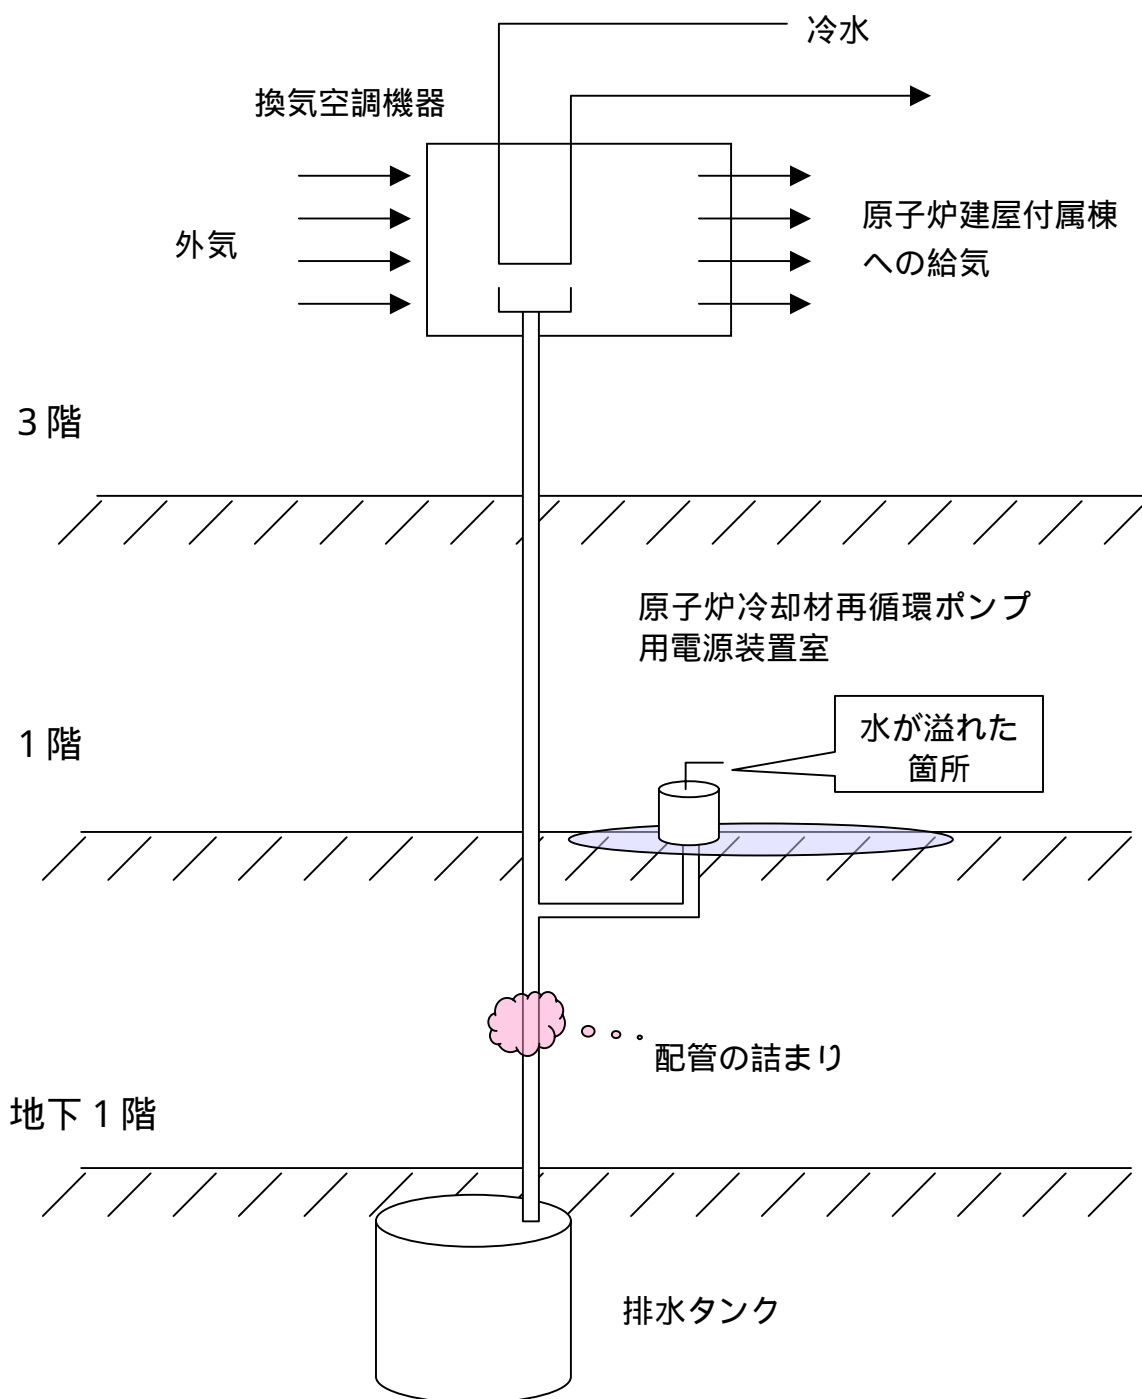 冷水
換気空調機器
外気
原子炉建屋付属棟
への給気
3階
原子炉冷却材再循環ポンプ
用電源装置室
1階
水が溢れた
箇所
配管の詰まり
地下1階
排水タンク